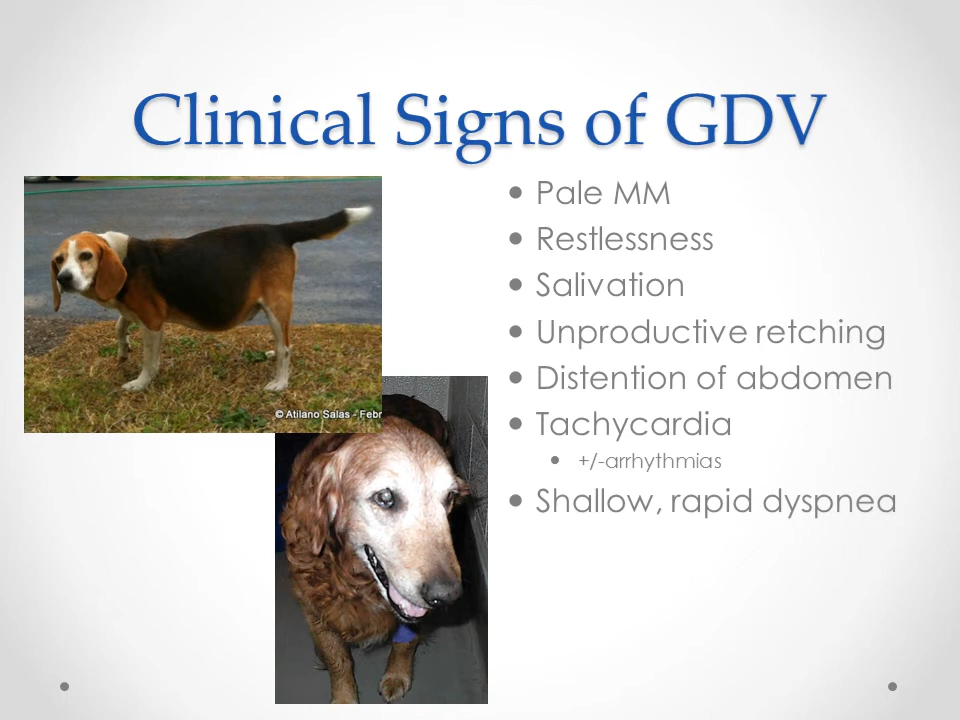 Clinical Signs of GDV
Pale MM
Restlessness
Salivation
Unproductive retching
Distention of abdomen
Tachycardia
+/-arrhythmias
Shallow, rapid dyspnea
© Atilano Salas - Febr